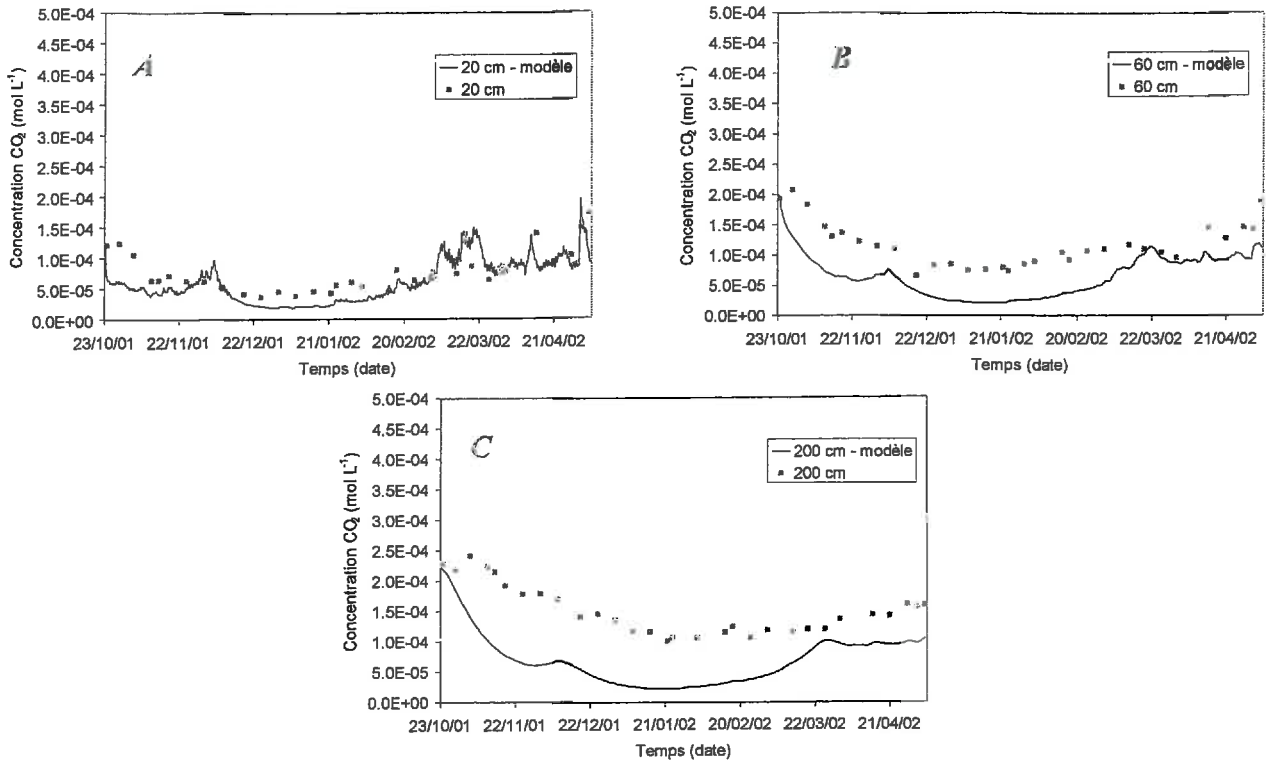 A
Concentration CO2 (mol L-1)
5.0E-04
4.5E-04
4.0E-04
3.5E-04
3.0E-04
2.5E-04
2.0E-04
1.5E-04
1.0E-04
5.0E-05
0.0E+00
20 cm - modèle
20 cm
23/10/01 22/11/01 22/12/01 21/01/02 20/02/02 22/03/02 21/04/02
Temps (date)
B
Concentration CO2 (mol L-1)
5.0E-04
4.5E-04
4.0E-04
3.5E-04
3.0E-04
2.5E-04
2.0E-04
1.5E-04
1.0E-04
5.0E-05
0.0E+00
60 cm - modèle
60 cm
23/10/01 22/11/01 22/12/01 21/01/02 20/02/02 22/03/02 21/04/02
Temps (date)
C
Concentration CO2 (mol L-1)
5.0E-04
4.5E-04
4.0E-04
3.5E-04
3.0E-04
2.5E-04
2.0E-04
1.5E-04
1.0E-04
5.0E-05
0.0E+00
200 cm - modèle
200 cm
23/10/01 22/11/01 22/12/01 21/01/02 20/02/02 22/03/02 21/04/02
Temps (date)